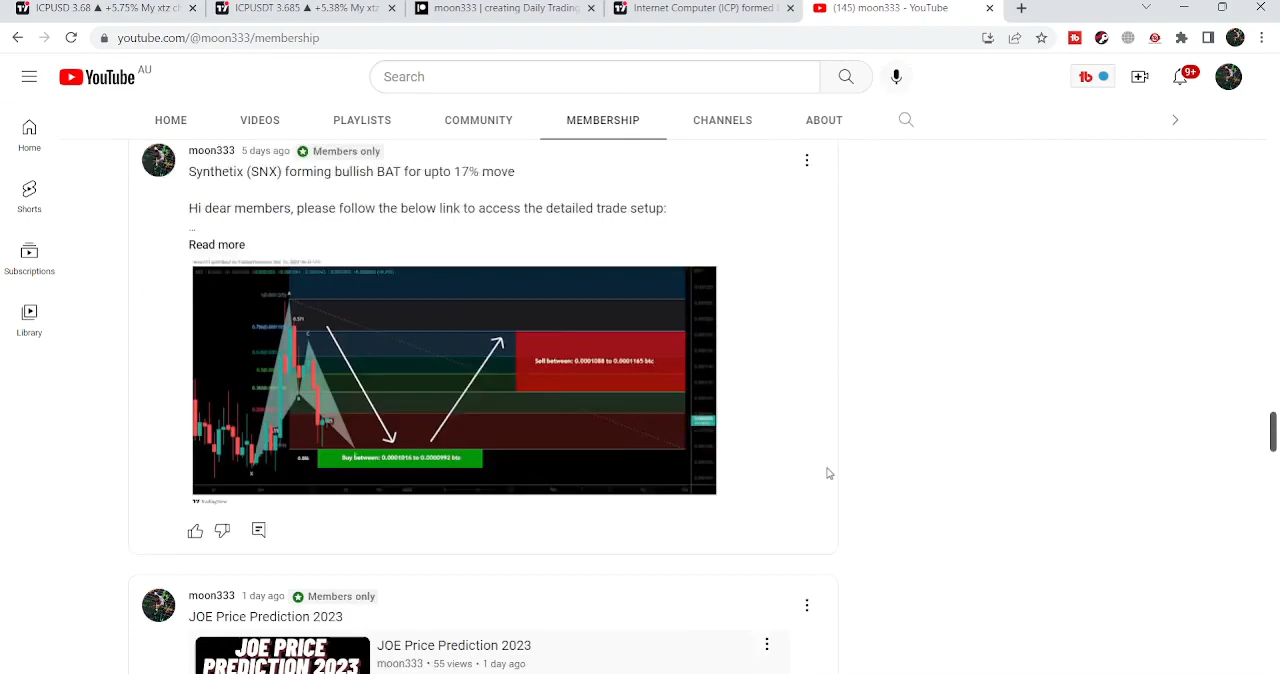 ICPUSD 3.68 ▲ +5.75% My xtz ch
ICPUSDT 3.685 ▲ +5.38% My xtz
moon333 | creating Daily Trading
Internet Computer (ICP) formed
(145) moon333 - YouTube
youtube.com/@moon333/membership
YouTube AU
Search
9+
HOME VIDEOS PLAYLISTS COMMUNITY MEMBERSHIP CHANNELS ABOUT
Home
Shorts
Subscriptions
Library
moon333 5 days ago Members only
Synthetix (SNX) forming bullish BAT for upto 17% move
Hi dear members, please follow the below link to access the detailed trade setup:
...
Read more
0.571
C
Sell between: 0.0001088 to 0.0001165 btc
0.886
Buy between: 0.0001016 to 0.0000992 btc
X
TradingView
moon333 1 day ago Members only
JOE Price Prediction 2023
JOE PRICE
PREDICTION 2023
JOE Price Prediction 2023
moon333 • 55 views • 1 day ago